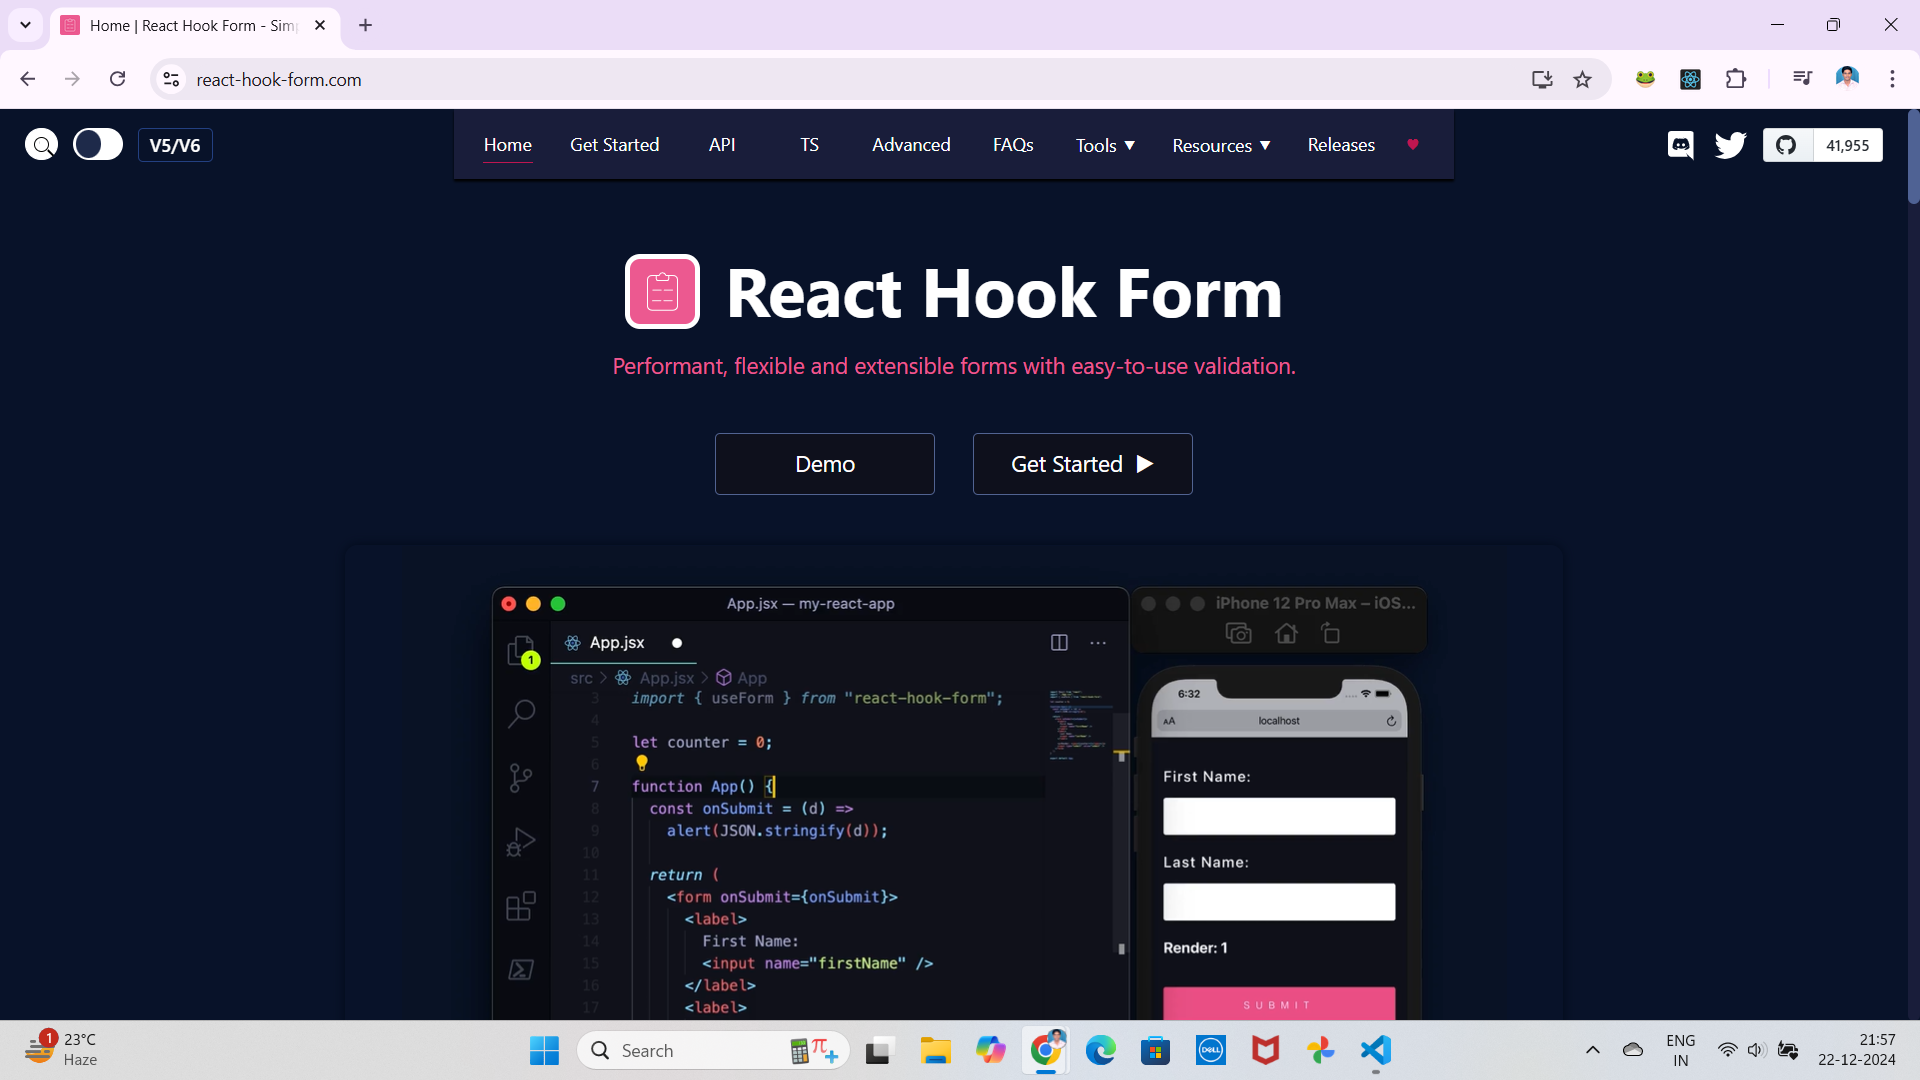 Home | React Hook Form - Sim
react-hook-form.com
V5/V6
Home
Get Started
API
TS
Advanced
FAQs
Tools ▼
Resources ▼
Releases
41,955
React Hook Form
Performant, flexible and extensible forms with easy-to-use validation.
Demo
Get Started
App.jsx — my-react-app
1
App.jsx
src > App.jsx > App
3 import { useForm } from "react-hook-form";
4
5 let counter = 0;
6
7 function App() {
8 const onSubmit = (d) =>
9 alert(JSON.stringify(d));
10
11 return (
12 <form onSubmit={onSubmit}>
13 <label>
14 First Name:
15 <input name="firstName" />
16 </label>
17 <label>
iPhone 12 Pro Max – iOS...
6:32
AA localhost
First Name:
Last Name:
Render: 1
SUBMIT
1
23°C
Haze
Search
DELL
ENG
IN
21:57
22-12-2024